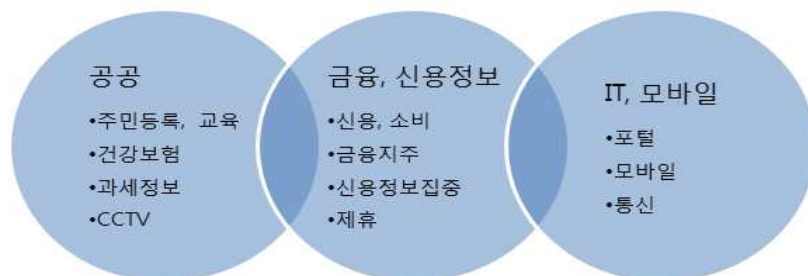 공공
•주민등록, 교육
•건강보험
•과세정보
•CCTV
금융, 신용정보
•신용, 소비
•금융지주
•신용정보집중
•제휴
IT, 모바일
•포털
•모바일
•통신